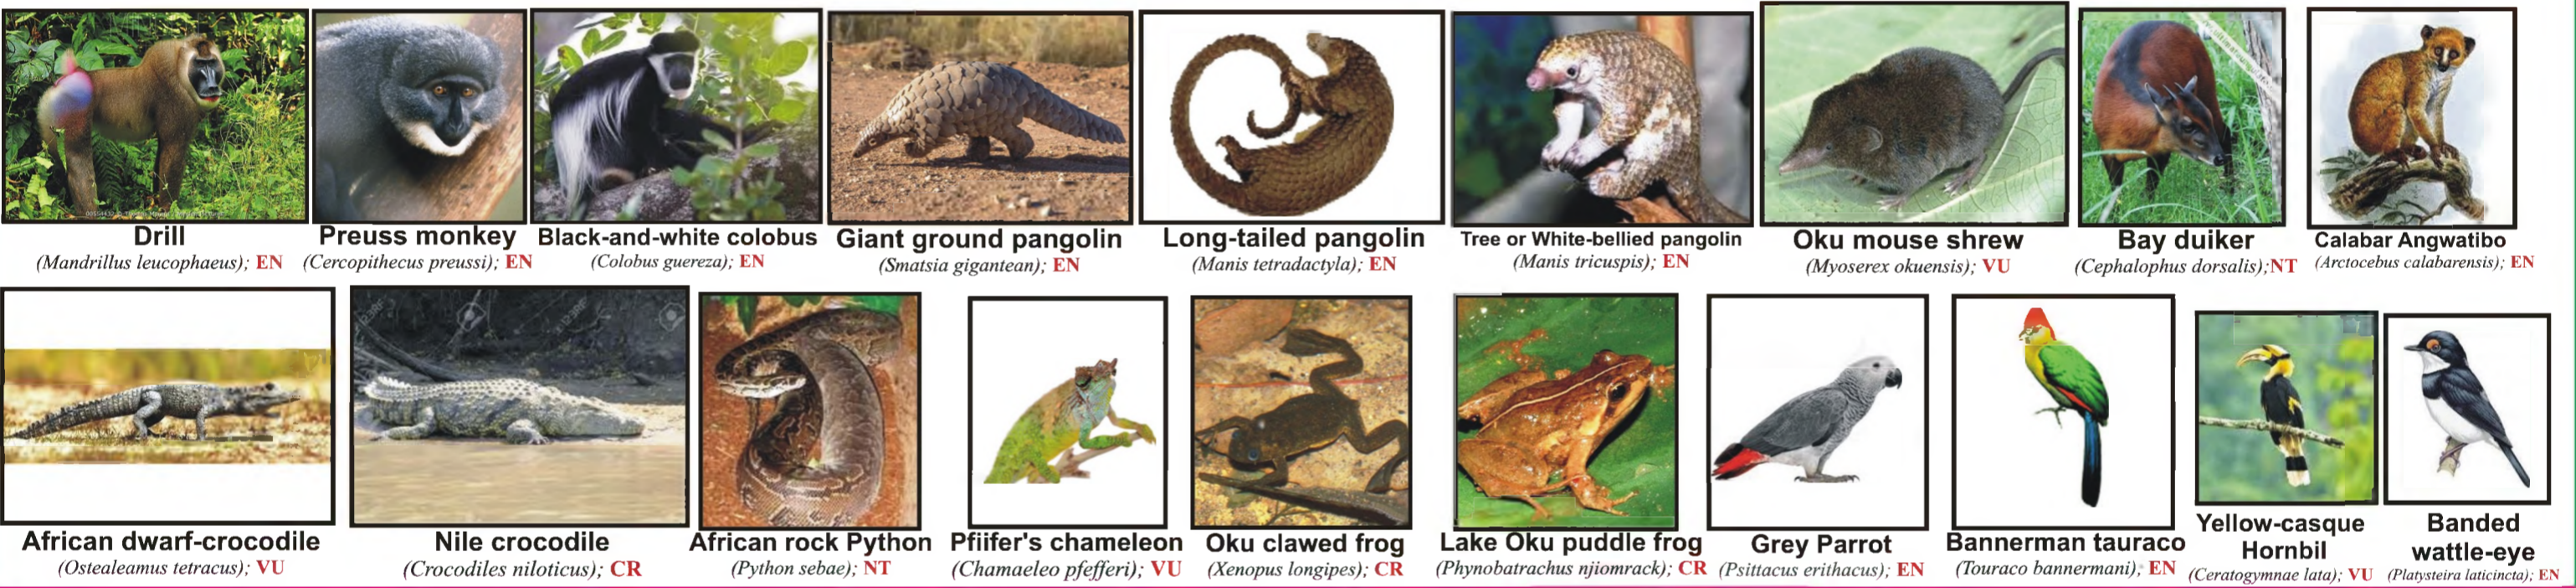 Drill
(Mandrillus leucophaeus); EN
Preuss monkey
(Cercopithecus preussi); EN
Black-and-white colobus
(Colobus guereza); EN
Giant ground pangolin
(Smatsia gigantean); EN
Long-tailed pangolin
(Manis tetradactyla); EN
Tree or White-bellied pangolin
(Manis tricuspis); EN
Oku mouse shrew
(Myoserex okuensis); VU
Bay duiker
(Cephalophus dorsalis);NT
Calabar Angwatibo
(Arctocebus calabarensis); EN
African dwarf-crocodile
(Ostealeamus tetracus); VU
123RF
123RF
Nile crocodile
(Crocodiles niloticus); CR
African rock Python
(Python sebae); NT
Pfiifer's chameleon
(Chamaeleo pfefferi); VU
Oku clawed frog
(Xenopus longipes); CR
Lake Oku puddle frog
(Phynobatrachus njiomrack); CR
Grey Parrot
(Psittacus erithacus); EN
Bannerman tauraco
(Touraco bannermani); EN
Yellow-casque
Hornbil
(Ceratogymnae lata); VU
Banded
wattle-eye
(Platysteira laticincta); EN